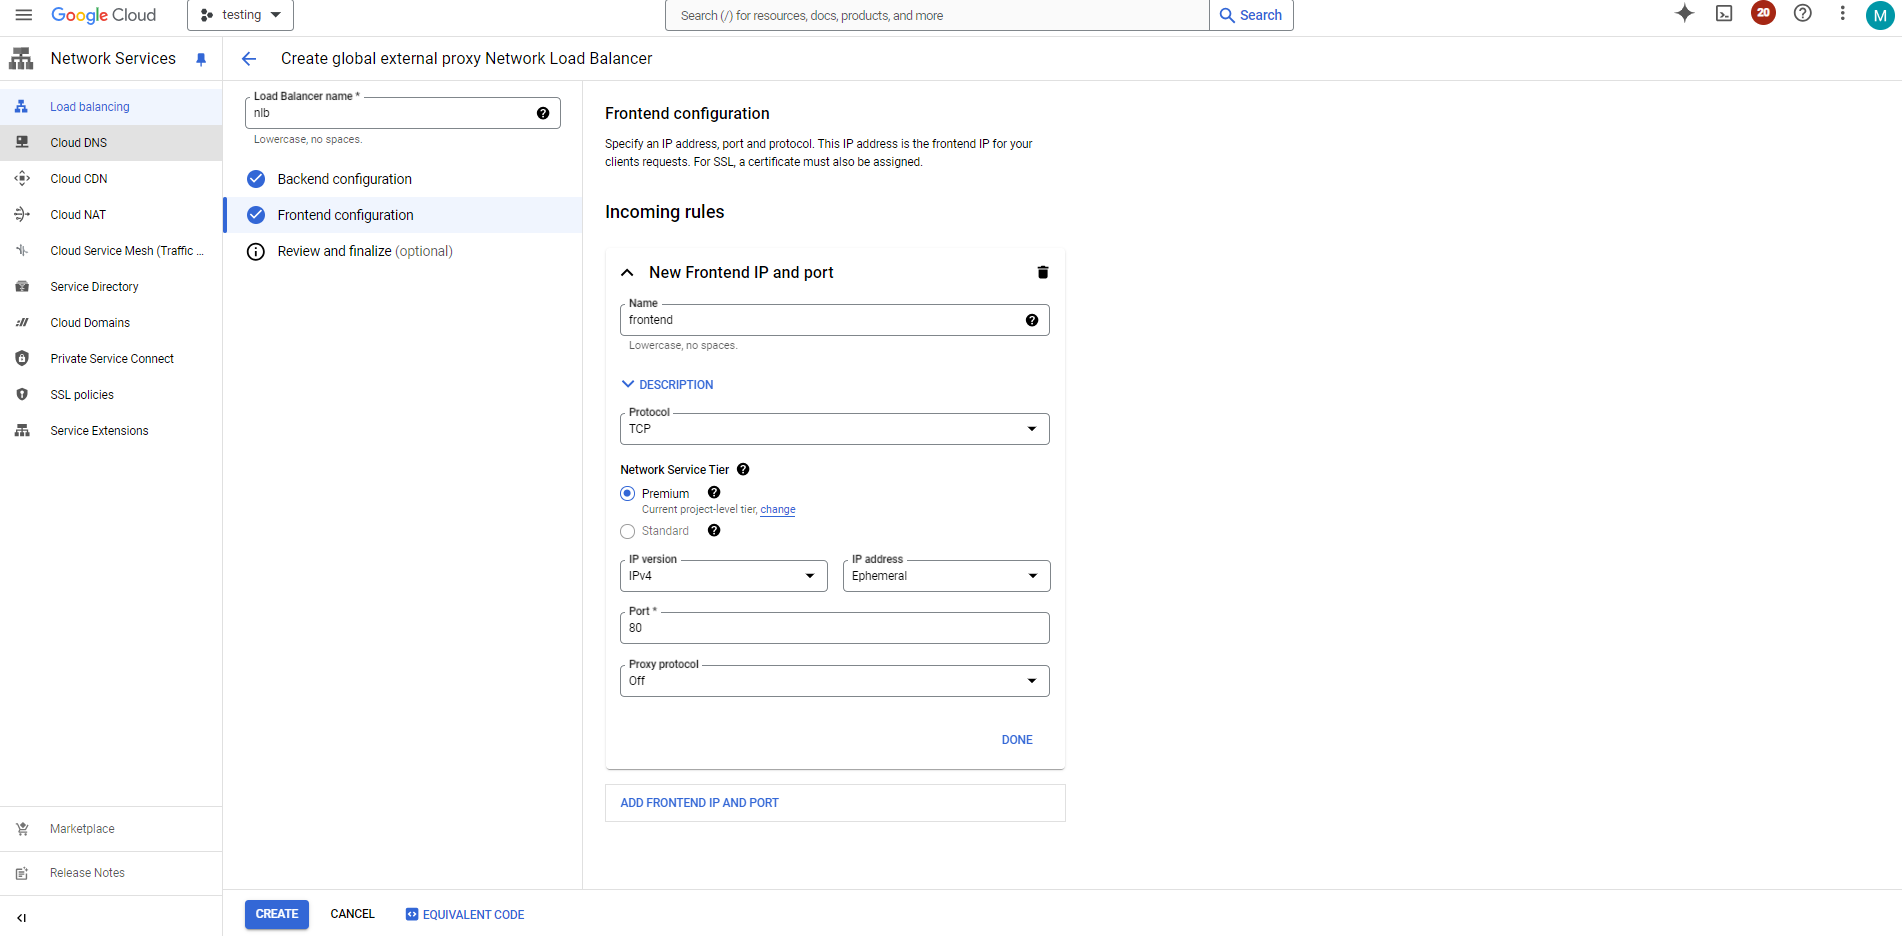 Google Cloud
testing
Search (/) for resources, docs, products, and more
Search
20
M
Network Services
Create global external proxy Network Load Balancer
Load balancing
Cloud DNS
Cloud CDN
Cloud NAT
Cloud Service Mesh (Traffic ...
Service Directory
Cloud Domains
Private Service Connect
SSL policies
Service Extensions
Marketplace
Release Notes
Load Balancer name *
nlb
Lowercase, no spaces.
Backend configuration
Frontend configuration
Review and finalize (optional)
Frontend configuration
Specify an IP address, port and protocol. This IP address is the frontend IP for your
clients requests. For SSL, a certificate must also be assigned.
Incoming rules
New Frontend IP and port
Name
frontend
Lowercase, no spaces.
DESCRIPTION
Protocol
TCP
Network Service Tier
Premium
Current project-level tier, change
Standard
IP version
IPv4
IP address
Ephemeral
Port *
80
Proxy protocol
Off
DONE
ADD FRONTEND IP AND PORT
CREATE
CANCEL
EQUIVALENT CODE